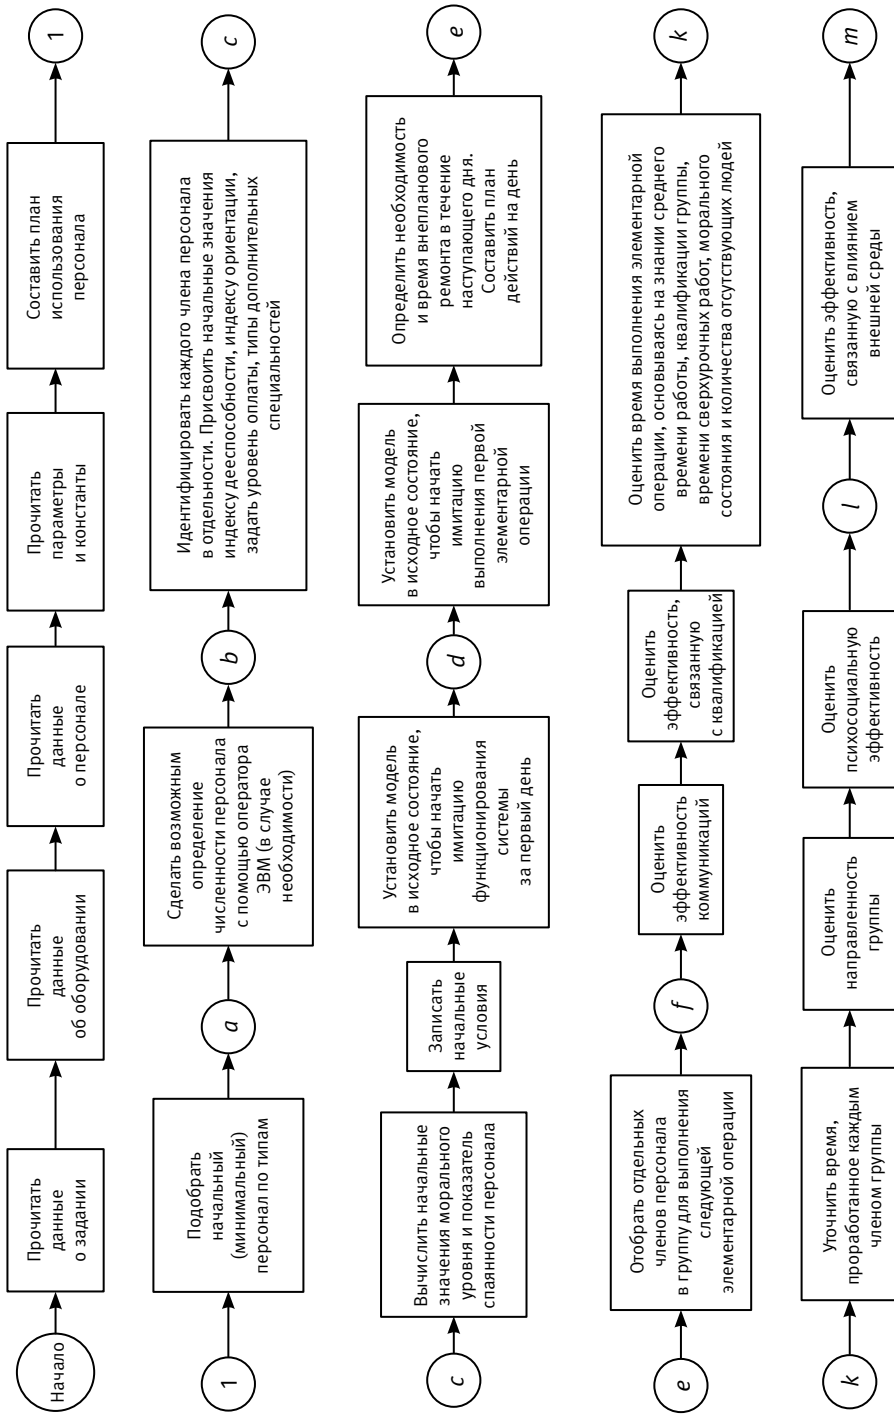 Начало
Прочитать
данные
о задании
Прочитать
данные
об оборудовании
Прочитать
данные
о персонале
Прочитать
параметры
и константы
Составить план
использования
персонала
1
1
Подобрать
начальный
(минимальный)
персонал по типам
a
Сделать возможным
определение
численности персонала
с помощью оператора
ЭВМ (в случае
необходимости)
b
Идентифицировать каждого члена персонала
в отдельности. Присвоить начальные значения
индексу дееспособности, индексу ориентации,
задать уровень оплаты, типы дополнительных
специальностей
c
c
Вычислить начальные
значения морального
уровня и показатель
спаянности персонала
Записать
начальные
условия
Установить модель
в исходное состояние,
чтобы начать
имитацию
функционирования
системы
за первый день
d
Установить модель
в исходное состояние,
чтобы начать
имитацию
выполнения первой
элементарной
операции
Определить необходимость
и время внепланового
ремонта в течение
наступающего дня.
Составить план
действий на день
e
e
Отобрать отдельных
членов персонала
в группу для выполнения
следующей
элементарной операции
f
Оценить
эффективность
коммуникаций
Оценить
эффективность,
связанную
с квалификацией
Оценить время выполнения элементарной
операции, основываясь на знании среднего
времени работы, квалификации группы,
времени сверхурочных работ, морального
состояния и количества отсутствующих людей
k
k
Уточнить время,
проработанное каждым
членом группы
Оценить
направленность
группы
Оценить
психосоциальную
эффективность
l
Оценить эффективность,
связанную с влиянием
внешней среды
m